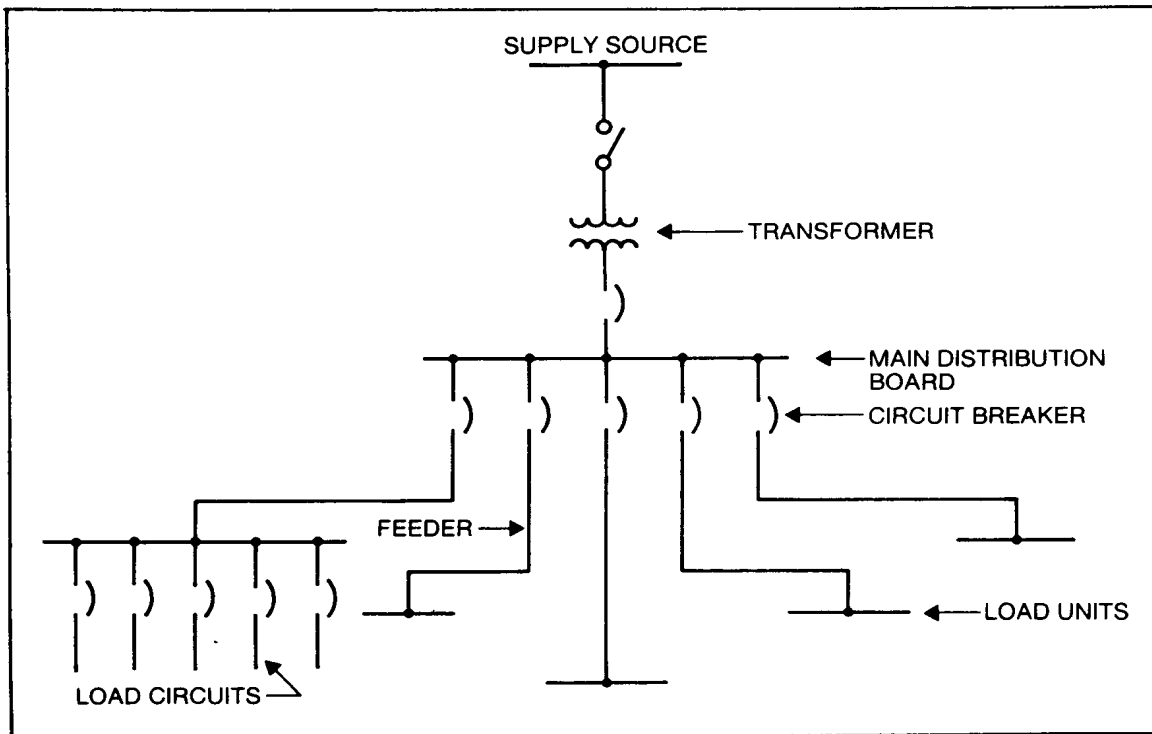 SUPPLY SOURCE
TRANSFORMER
MAIN DISTRIBUTION
BOARD
CIRCUIT BREAKER
FEEDER
LOAD UNITS
LOAD CIRCUITS